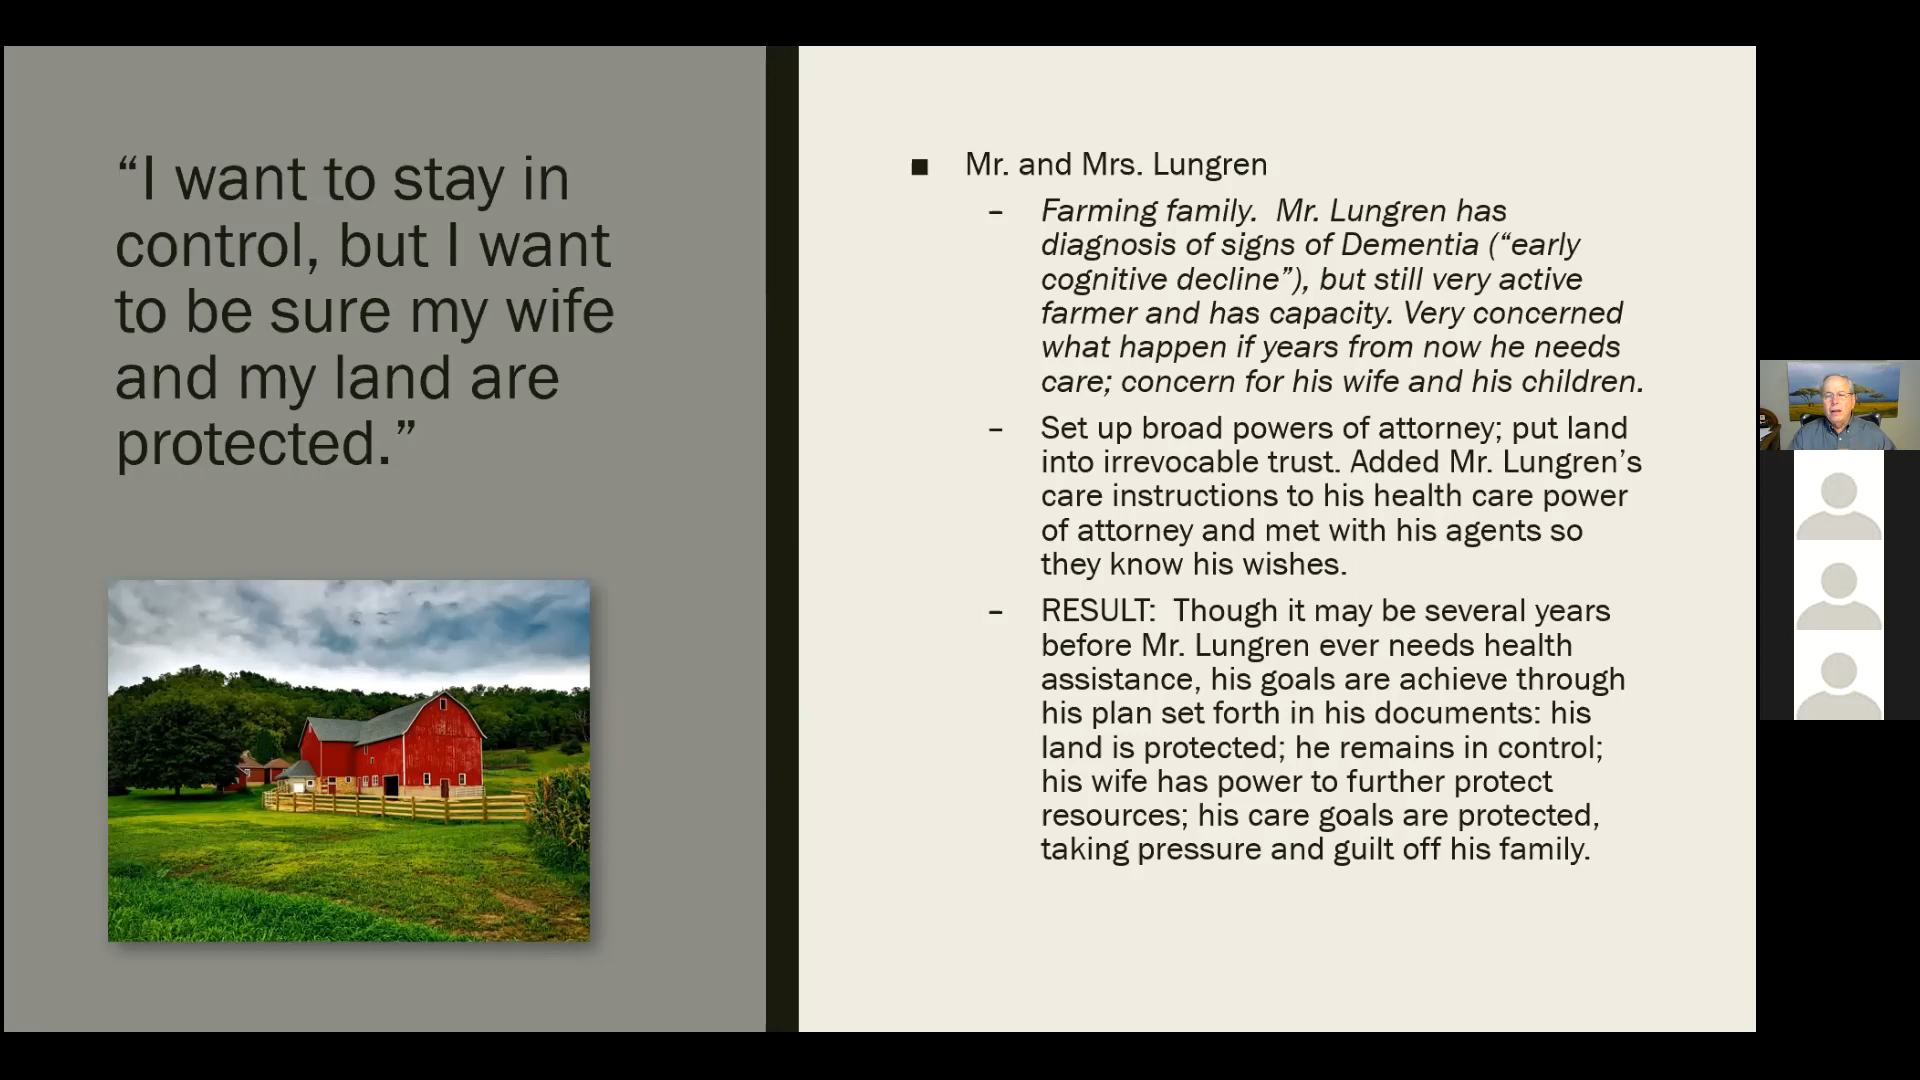 “I want to stay in
control, but I want
to be sure my wife
and my land are
protected.”
■ Mr. and Mrs. Lungren
– Farming family.  Mr. Lungren has
diagnosis of signs of Dementia (“early
cognitive decline”), but still very active
farmer and has capacity. Very concerned
what happen if years from now he needs
care; concern for his wife and his children.
– Set up broad powers of attorney; put land
into irrevocable trust. Added Mr. Lungren’s
care instructions to his health care power
of attorney and met with his agents so
they know his wishes.
– RESULT:  Though it may be several years
before Mr. Lungren ever needs health
assistance, his goals are achieve through
his plan set forth in his documents: his
land is protected; he remains in control;
his wife has power to further protect
resources; his care goals are protected,
taking pressure and guilt off his family.